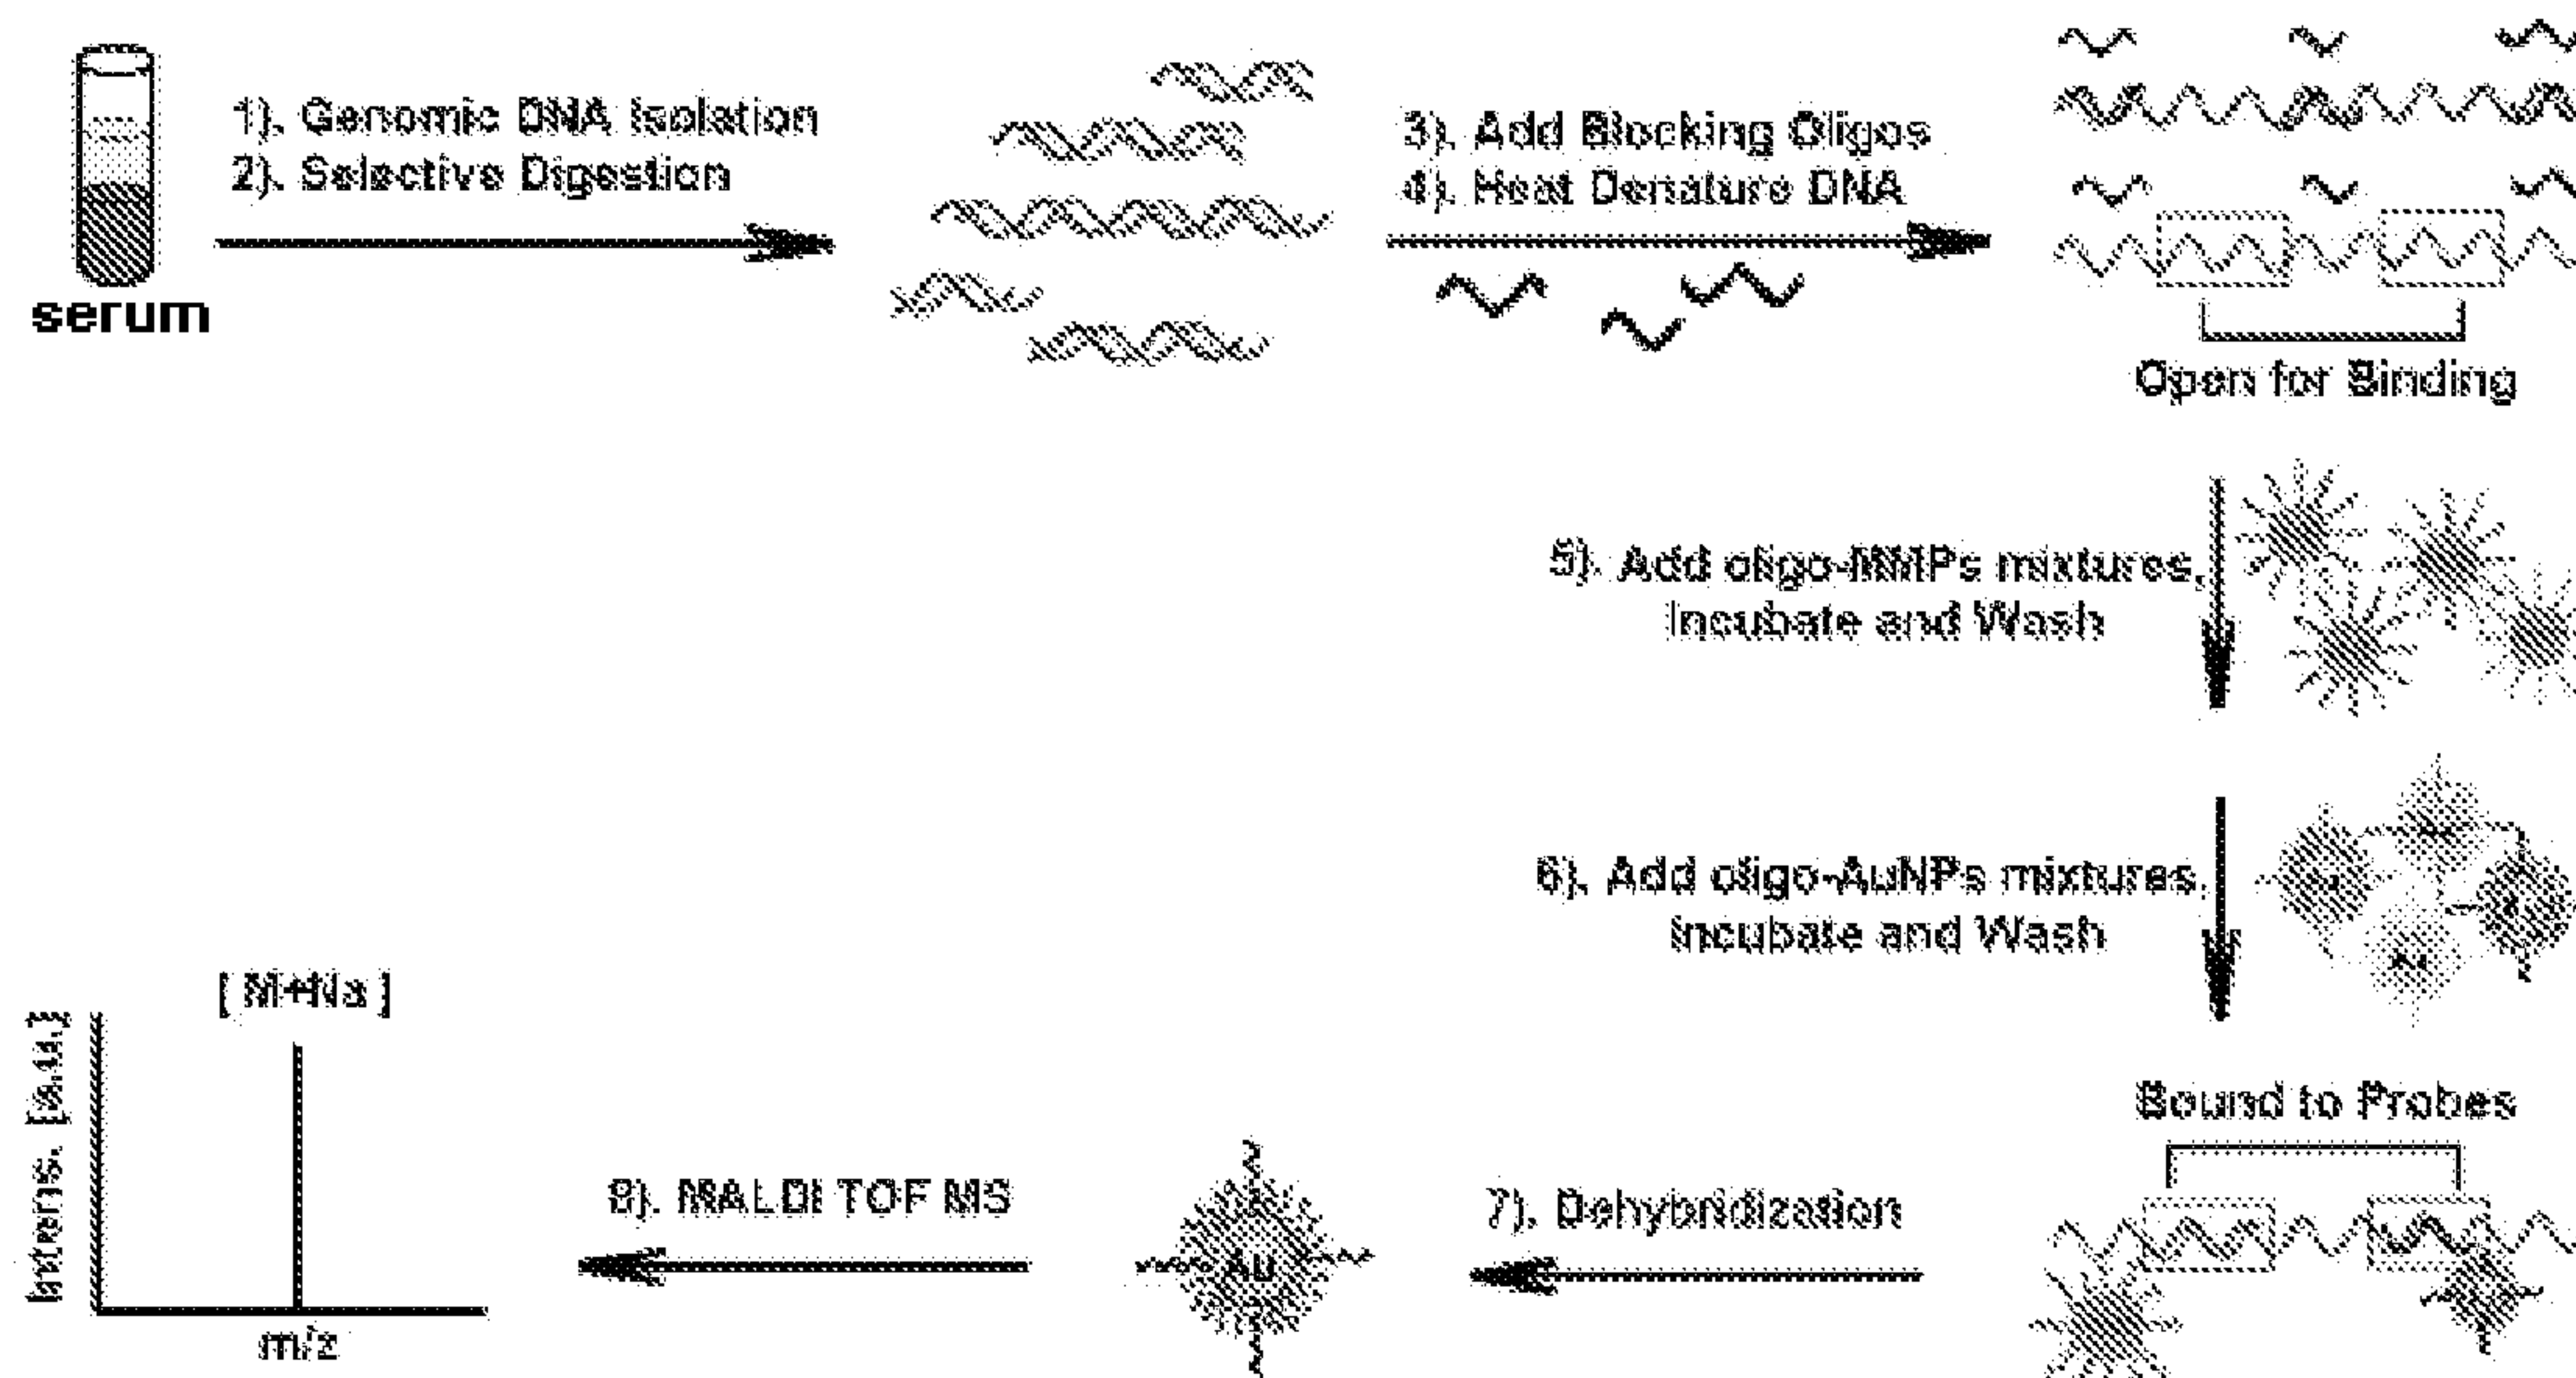 serum
1). Genomic DNA Isolation
2). Selective Digestion
3). Add Blocking Oligos
4). Heat Denature DNA
Open for Binding
5). Add oligo-MMPs mixtures,
Incubate and Wash
6). Add oligo-AuNPs mixtures,
Incubate and Wash
Bound to Probes
7). Dehybridization
Au
8). MALDI TOF MS
[ M+Na ]
Intens. [a.u.]
m/z